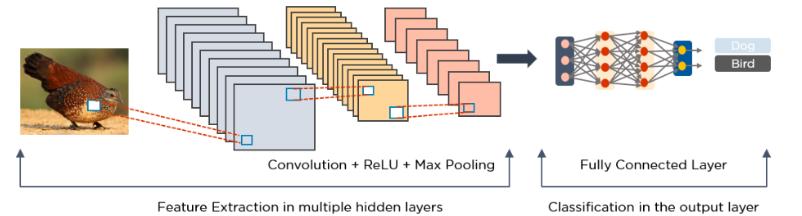 Dog
Bird
Convolution + ReLU + Max Pooling
Fully Connected Layer
Feature Extraction in multiple hidden layers
Classification in the output layer